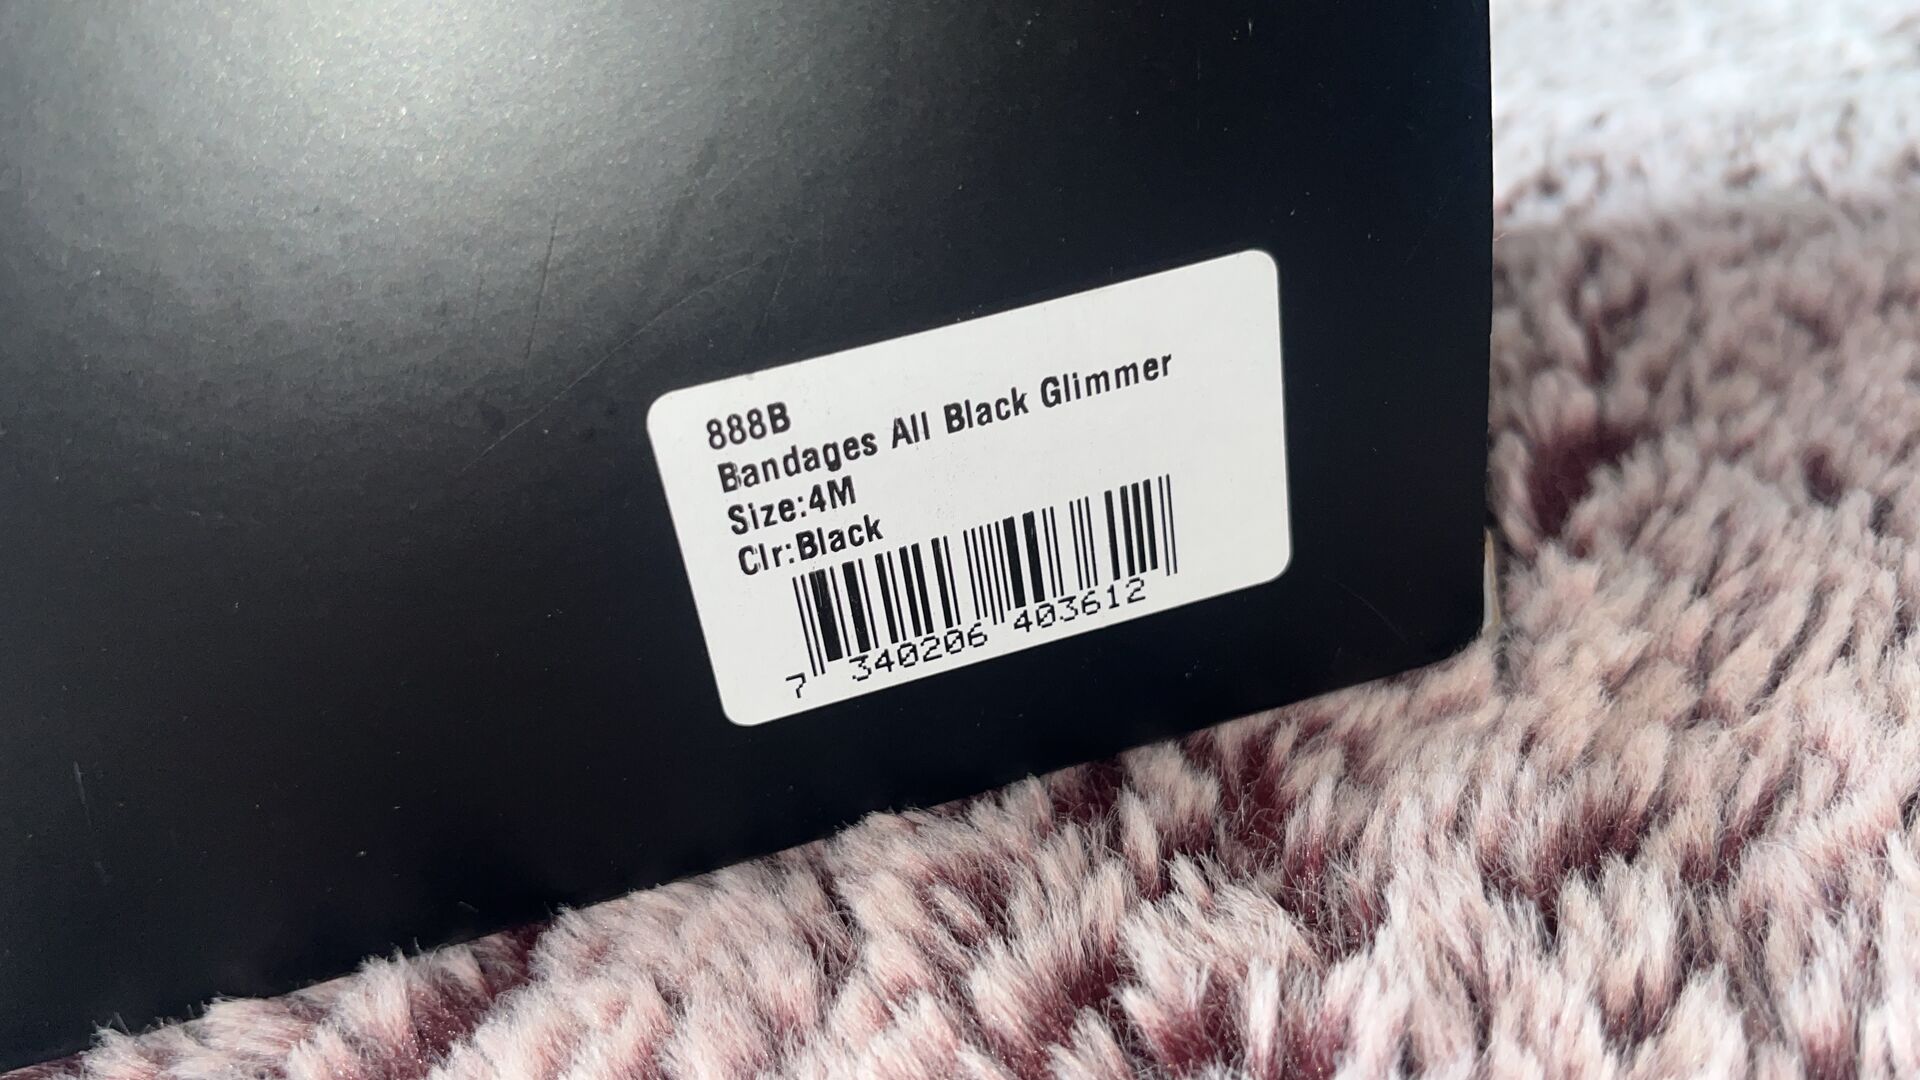 888B
Bandages All Black Glimmer
Size:4M
Clr:Black
7 340206 403612